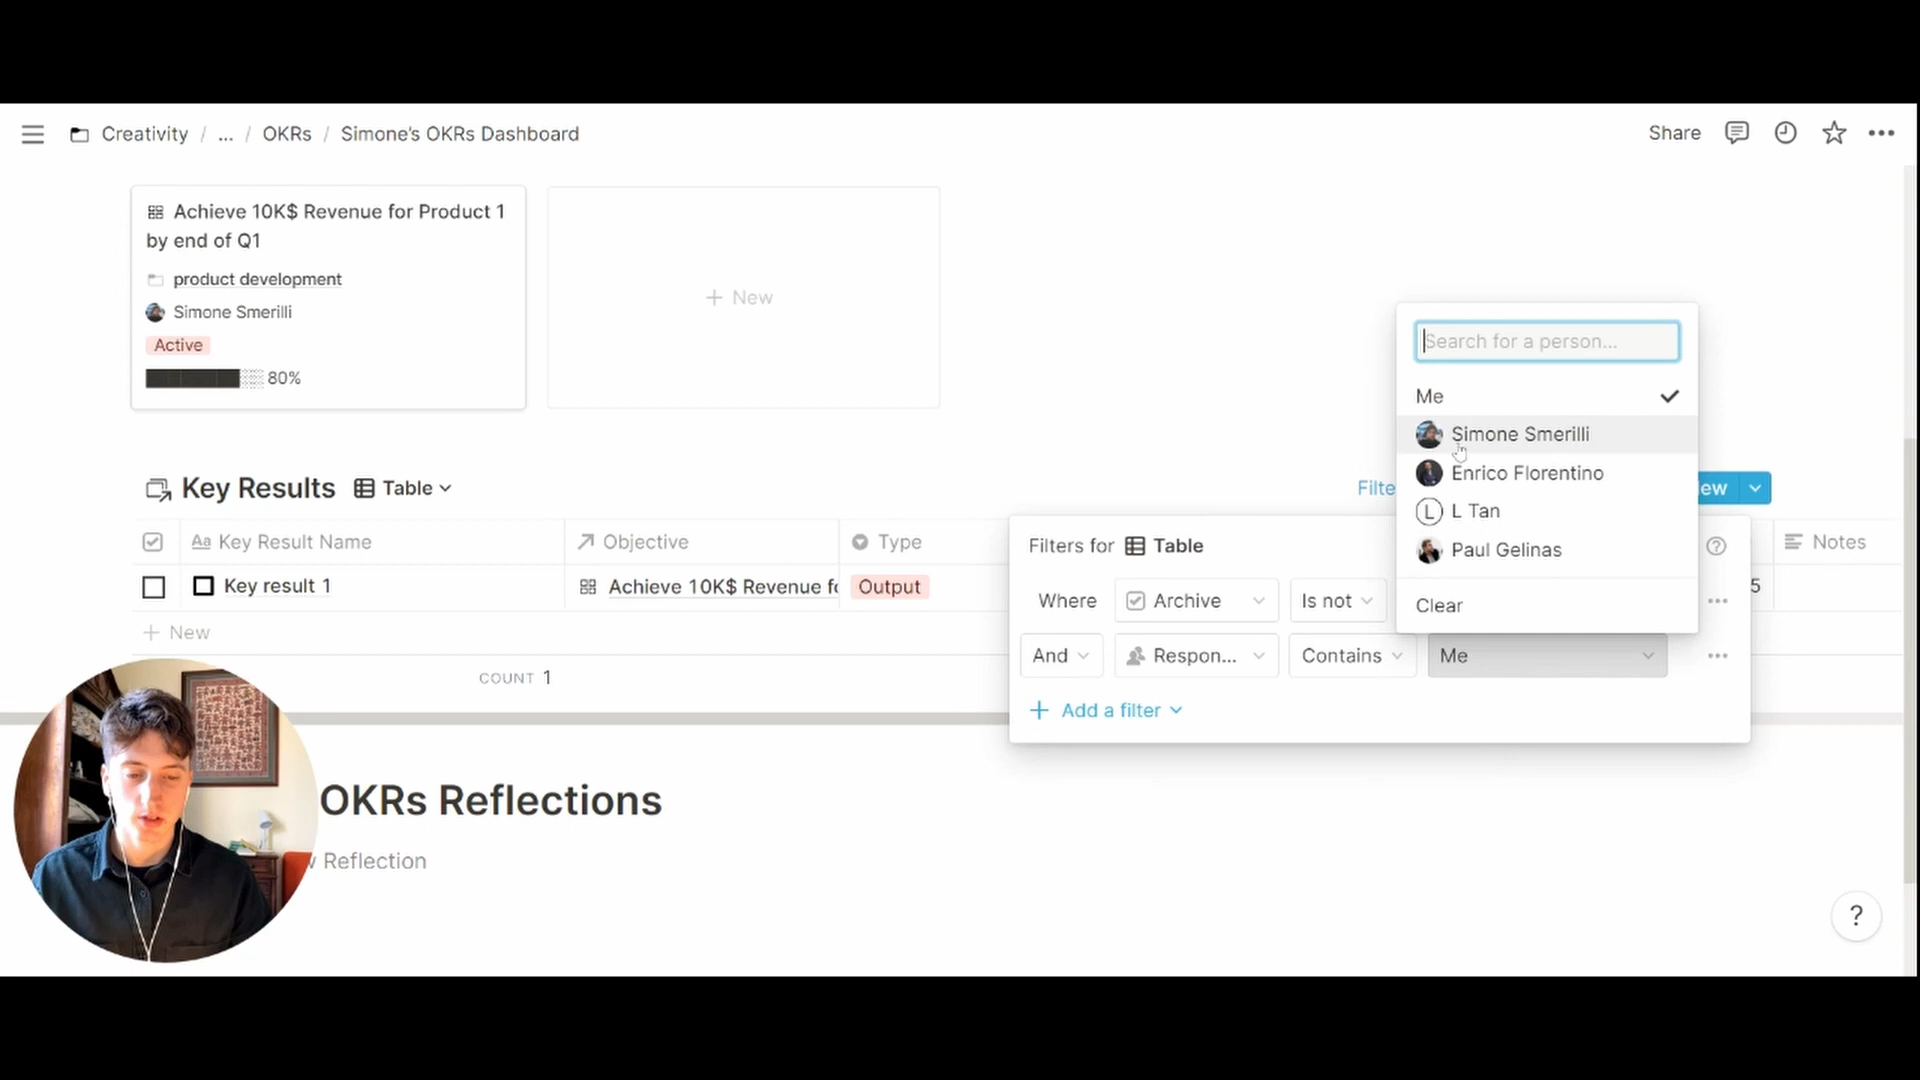 Creativity / ... / OKRs / Simone's OKRs Dashboard
Share
Achieve 10K$ Revenue for Product 1
by end of Q1
product development
Simone Smerilli
Active
80%
+ New
Search for a person...
Me
Simone Smerilli
Enrico Florentino
L L Tan
Paul Gelinas
Clear
Key Results Table
Filte
ew
Aa Key Result Name Objective Type Notes
Key result 1 Achieve 10K$ Revenue fo Output 5
+ New
COUNT 1
Filters for Table
Where Archive Is not
And Respon... Contains Me
+ Add a filter
OKRs Reflections
Reflection
?